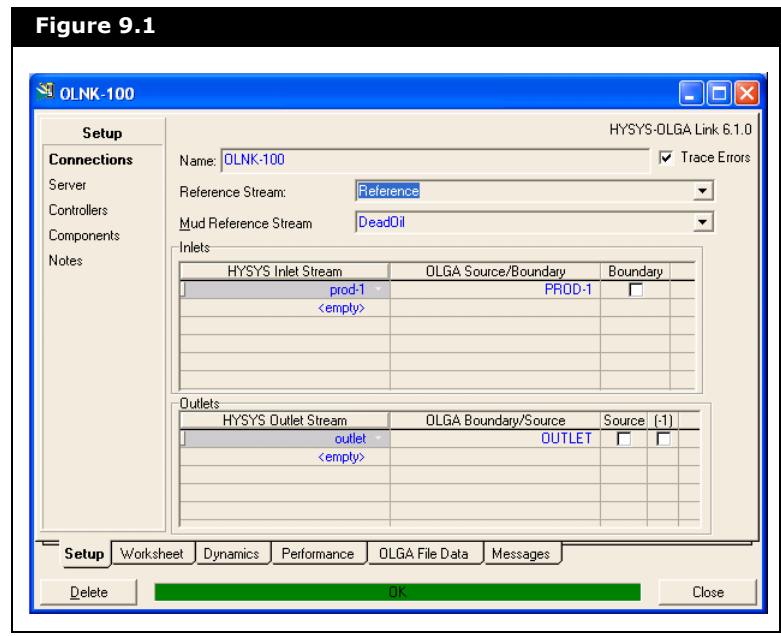 Figure 9.1
OLNK-100
Setup
Connections
Server
Controllers
Components
Notes
HYSYS-OLGA Link 6.1.0
Name: OLNK-100
Trace Errors
Reference Stream: Reference
Mud Reference Stream DeadOil
Inlets
HYSYS Inlet Stream OLGA Source/Boundary Boundary
prod-1 PROD-1
<empty>
Outlets
HYSYS Outlet Stream OLGA Boundary/Source Source (-1)
outlet OUTLET
<empty>
Setup Worksheet Dynamics Performance OLGA File Data Messages
Delete OK Close